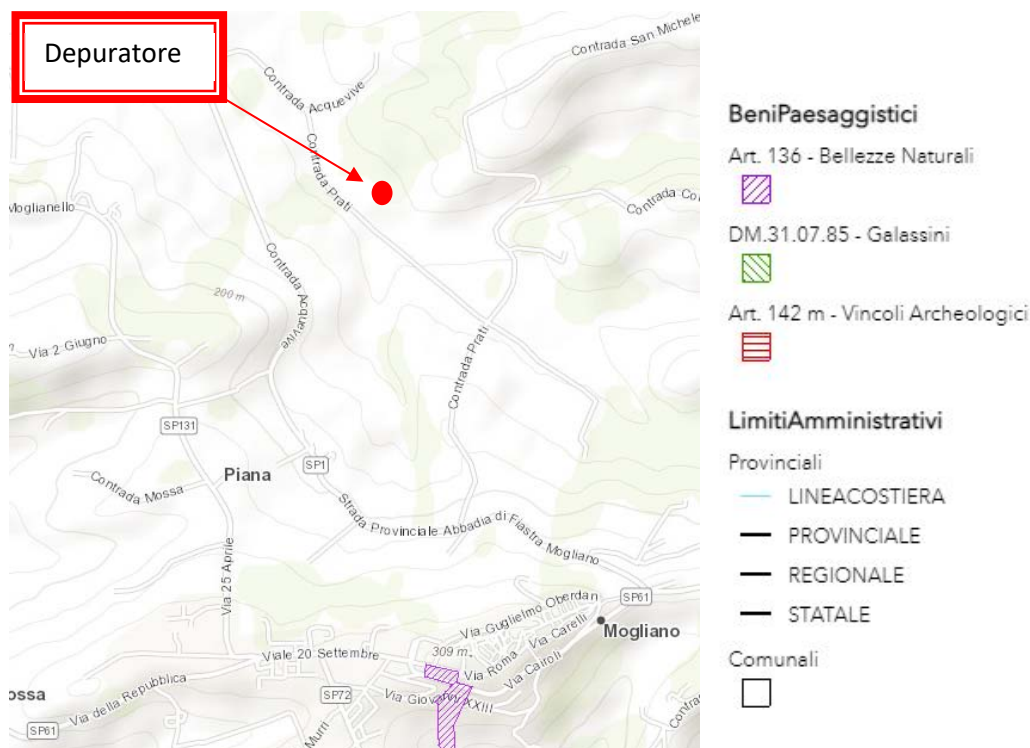 Depuratore
Contrada San Michele
Contrada Acquevive
Contrada Prati
Moglianello
Contrada Co
Contrada Acquevive
200 m
Via 2 Giugno
Contrada Prati
SP131
Piana
SP1
Contrada Mossa
Strada Provinciale Abbadia di Fiastra Mogliano
Via 25 Aprile
Via Guglielmo Oberdan
SP61
Via Carelli
Mogliano
Viale 20 Settembre
309 m
Via Roma
Via Cairoli
ossa
Via della Repubblica
SP72
Via Giovanni XXIII
Contra
SP61
Murri
BeniPaesaggistici
Art. 136 - Bellezze Naturali
DM.31.07.85 - Galassini
Art. 142 m - Vincoli Archeologici
LimitiAmministrativi
Provinciali
LINEACOSTIERA
PROVINCIALE
REGIONALE
STATALE
Comunali